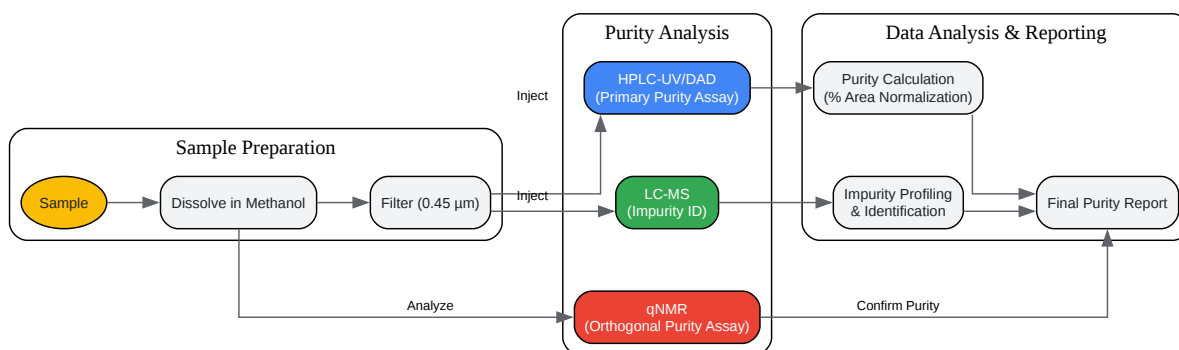 Purity Analysis
Data Analysis & Reporting
HPLC-UV/DAD
(Primary Purity Assay)
Purity Calculation
(% Area Normalization)
Inject
Sample Preparation
Sample
Dissolve in Methanol
Filter (0.45 µm)
Inject
LC-MS
(Impurity ID)
Impurity Profiling
& Identification
Final Purity Report
Analyze
qNMR
(Orthogonal Purity Assay)
Confirm Purity